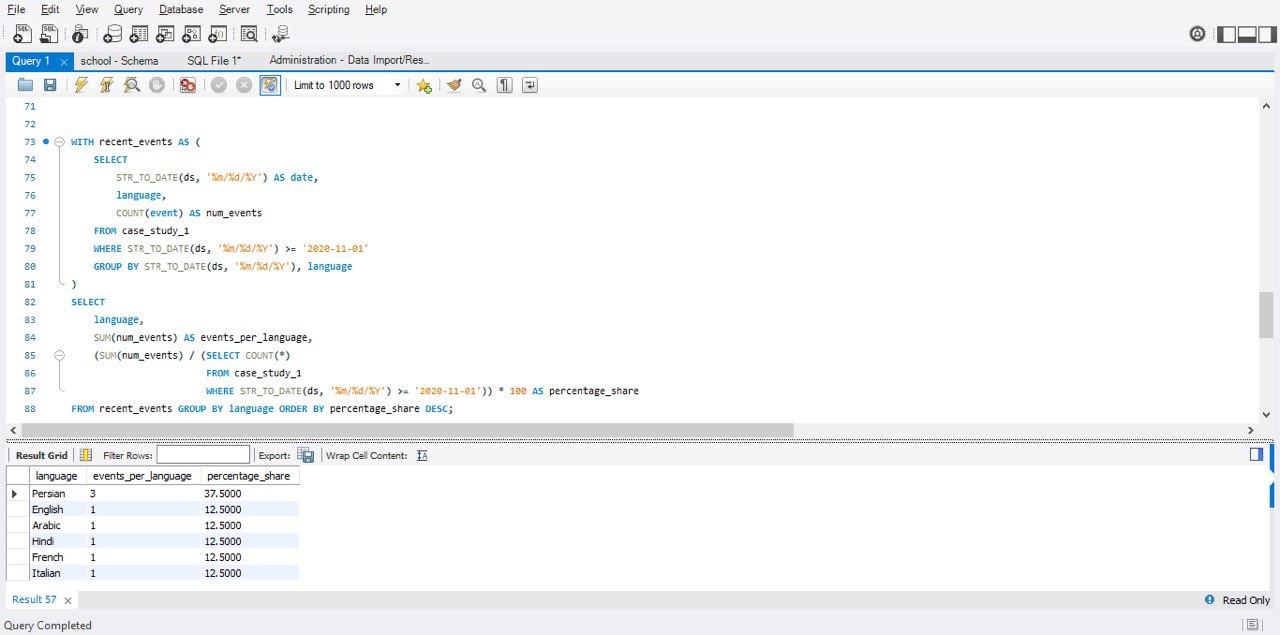 File Edit View Query Database Server Tools Scripting Help
Query 1 × school - Schema SQL File 1* Administration - Data Import/Res...
Limit to 1000 rows
71
72
73 WITH recent_events AS (
74 SELECT
75 STR_TO_DATE(ds, '%m/%d/%Y') AS date,
76 language,
77 COUNT(event) AS num_events
78 FROM case_study_1
79 WHERE STR_TO_DATE(ds, '%m/%d/%Y') >= '2020-11-01'
80 GROUP BY STR_TO_DATE(ds, '%m/%d/%Y'), language
81 )
82 SELECT
83 language,
84 SUM(num_events) AS events_per_language,
85 (SUM(num_events) / (SELECT COUNT(*)
86 FROM case_study_1
87 WHERE STR_TO_DATE(ds, '%m/%d/%Y') >= '2020-11-01')) * 100 AS percentage_share
88 FROM recent_events GROUP BY language ORDER BY percentage_share DESC;
Result Grid Filter Rows: Export: Wrap Cell Content:
language events_per_language percentage_share
Persian 3 37.5000
English 1 12.5000
Arabic 1 12.5000
Hindi 1 12.5000
French 1 12.5000
Italian 1 12.5000
Result 57 × Read Only
Query Completed